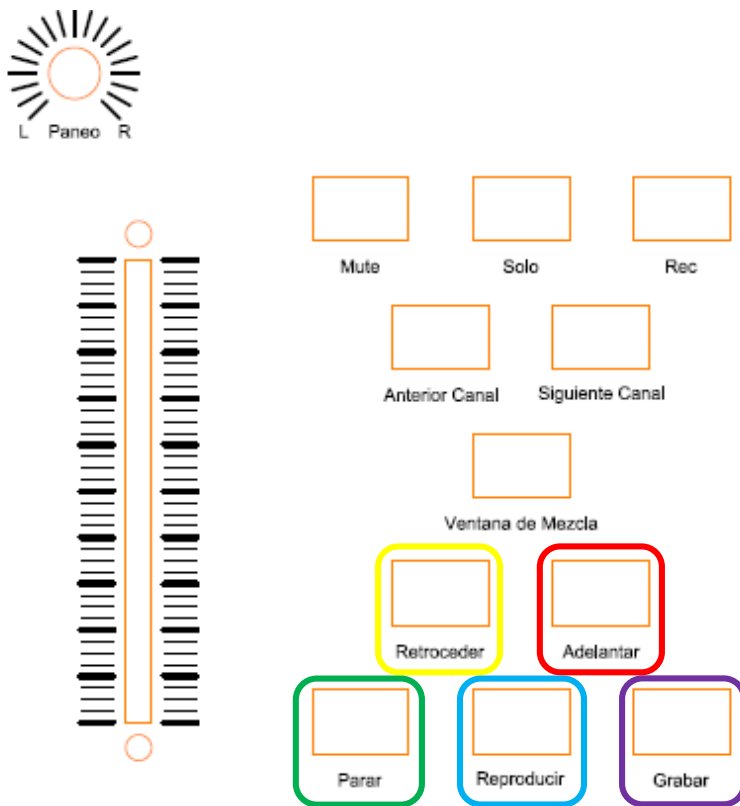 L Paneo R
Mute Solo Rec
Anterior Canal Siguiente Canal
Ventana de Mezcla
Retroceder Adelantar
Parar Reproducir Grabar